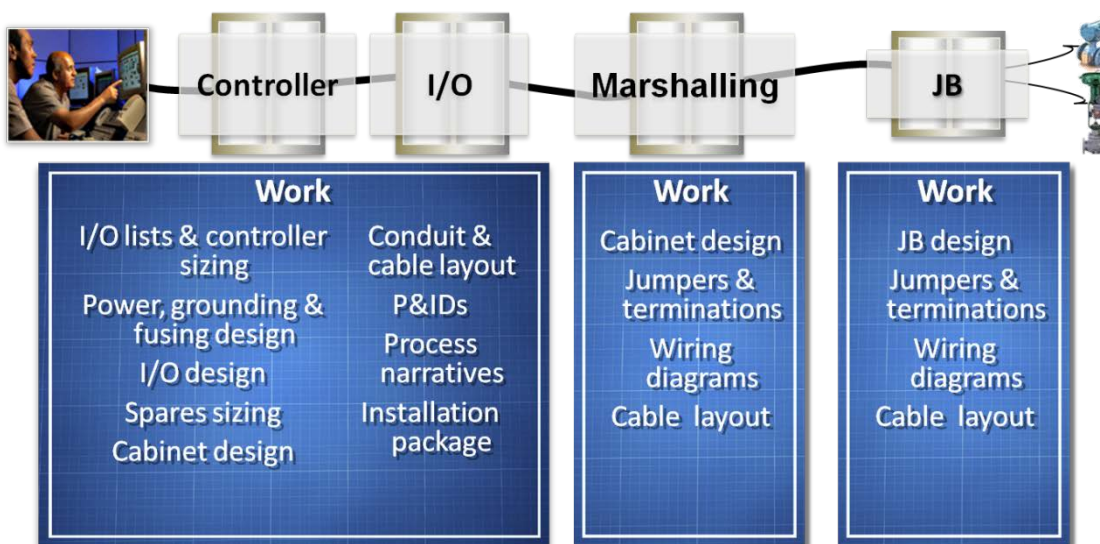 Controller
I/O
Marshalling
JB
Work
I/O lists & controller
sizing
Power, grounding &
fusing design
I/O design
Spares sizing
Cabinet design
Conduit &
cable layout
P&IDs
Process
narratives
Installation
package
Work
Cabinet design
Jumpers &
terminations
Wiring
diagrams
Cable layout
Work
JB design
Jumpers &
terminations
Wiring
diagrams
Cable layout